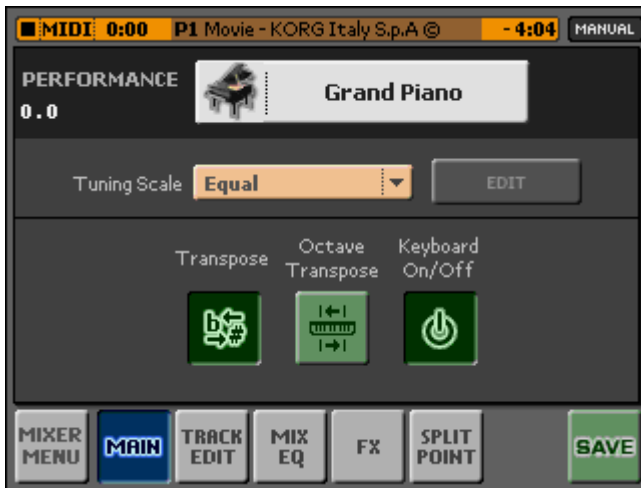 MIDI 0:00 P1 Movie - KORG Italy S.p.A © - 4:04 MANUAL
PERFORMANCE
0.0
Grand Piano
Tuning Scale Equal EDIT
Transpose
Octave
Transpose
Keyboard
On/Off
MIXER
MENU
MAIN
TRACK
EDIT
MIX
EQ
FX
SPLIT
POINT
SAVE